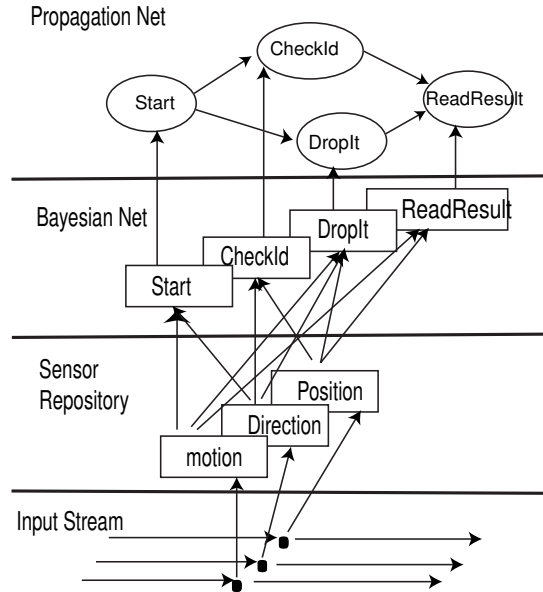 Propagation Net
CheckId
Start
ReadResult
DropIt
Bayesian Net
ReadResult
DropIt
CheckId
Start
Sensor
Repository
Position
Direction
motion
Input Stream